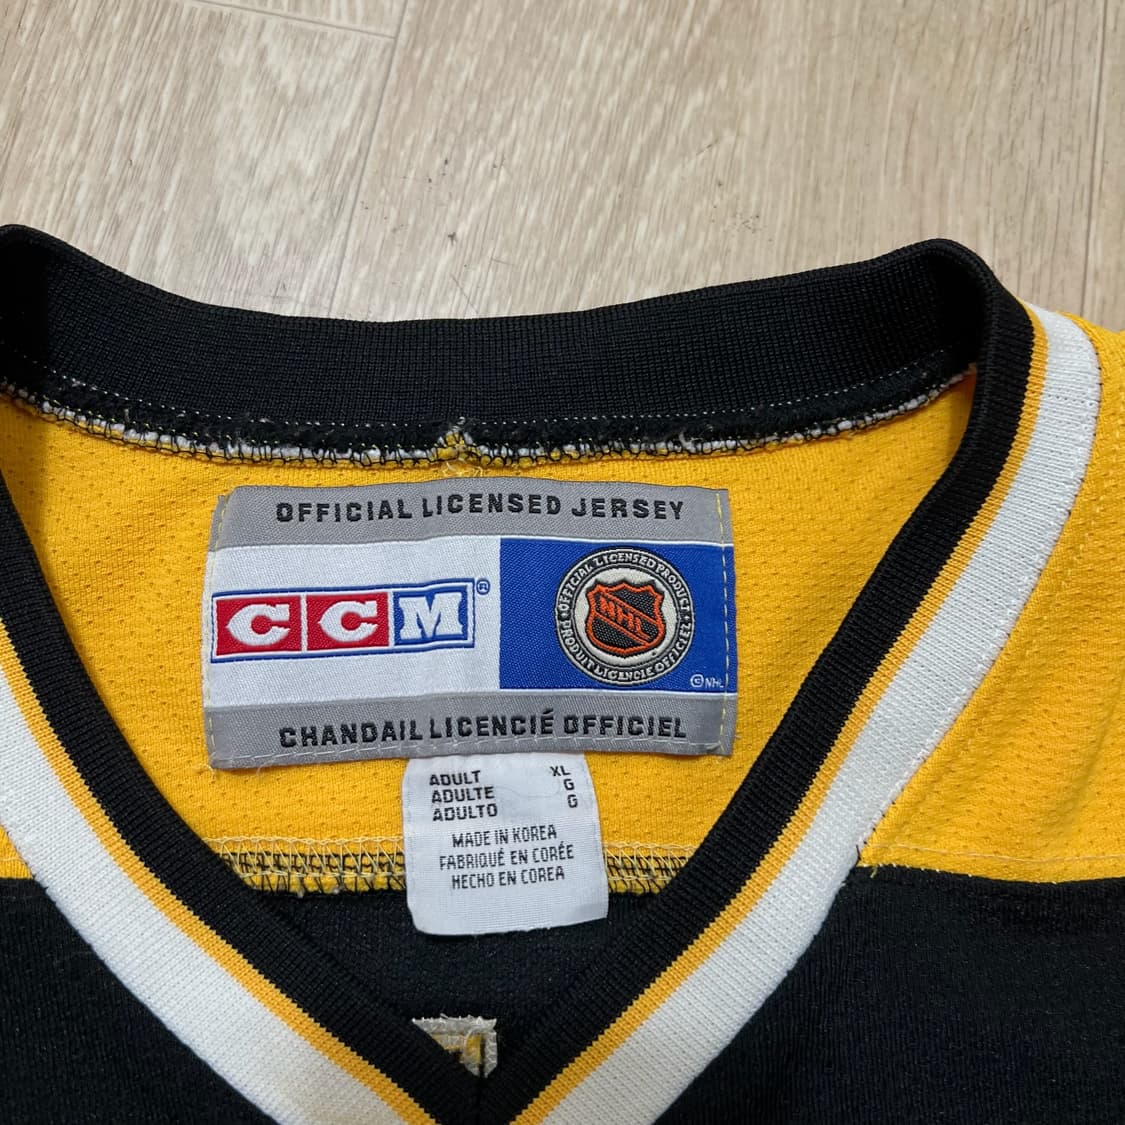 OFFICIAL LICENSED JERSEY
CCM®
OFFICIAL LICENSED PRODUCT
NHL
PRODUIT LICENCIE OFFICIEL
© NHL
CHANDAIL LICENCIÉ OFFICIEL
ADULT XL
ADULTE G
ADULTO G
MADE IN KOREA
FABRIQUÉ EN CORÉE
HECHO EN COREA